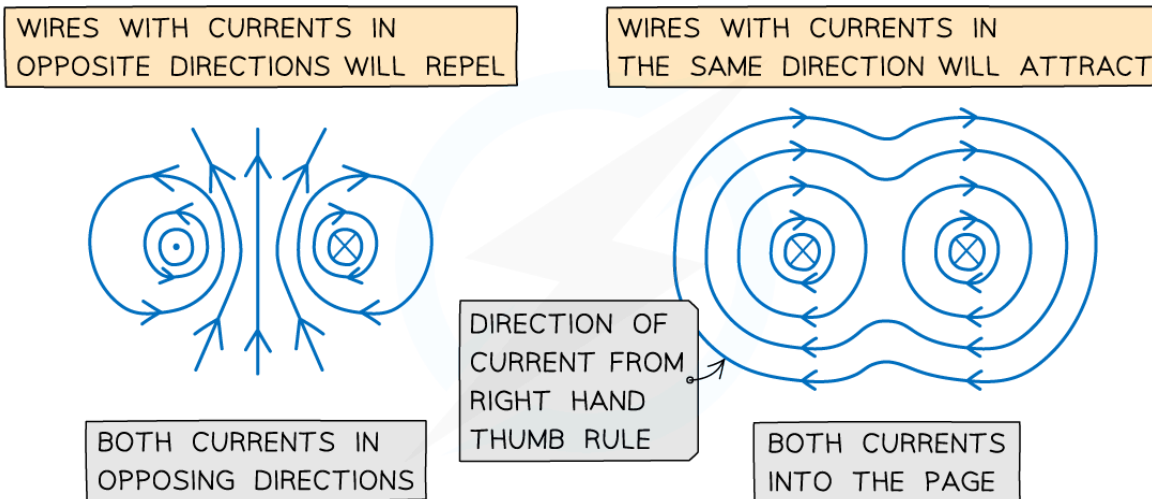 WIRES WITH CURRENTS IN
OPPOSITE DIRECTIONS WILL REPEL
WIRES WITH CURRENTS IN
THE SAME DIRECTION WILL ATTRACT
DIRECTION OF
CURRENT FROM
RIGHT HAND
THUMB RULE
BOTH CURRENTS IN
OPPOSING DIRECTIONS
BOTH CURRENTS
INTO THE PAGE